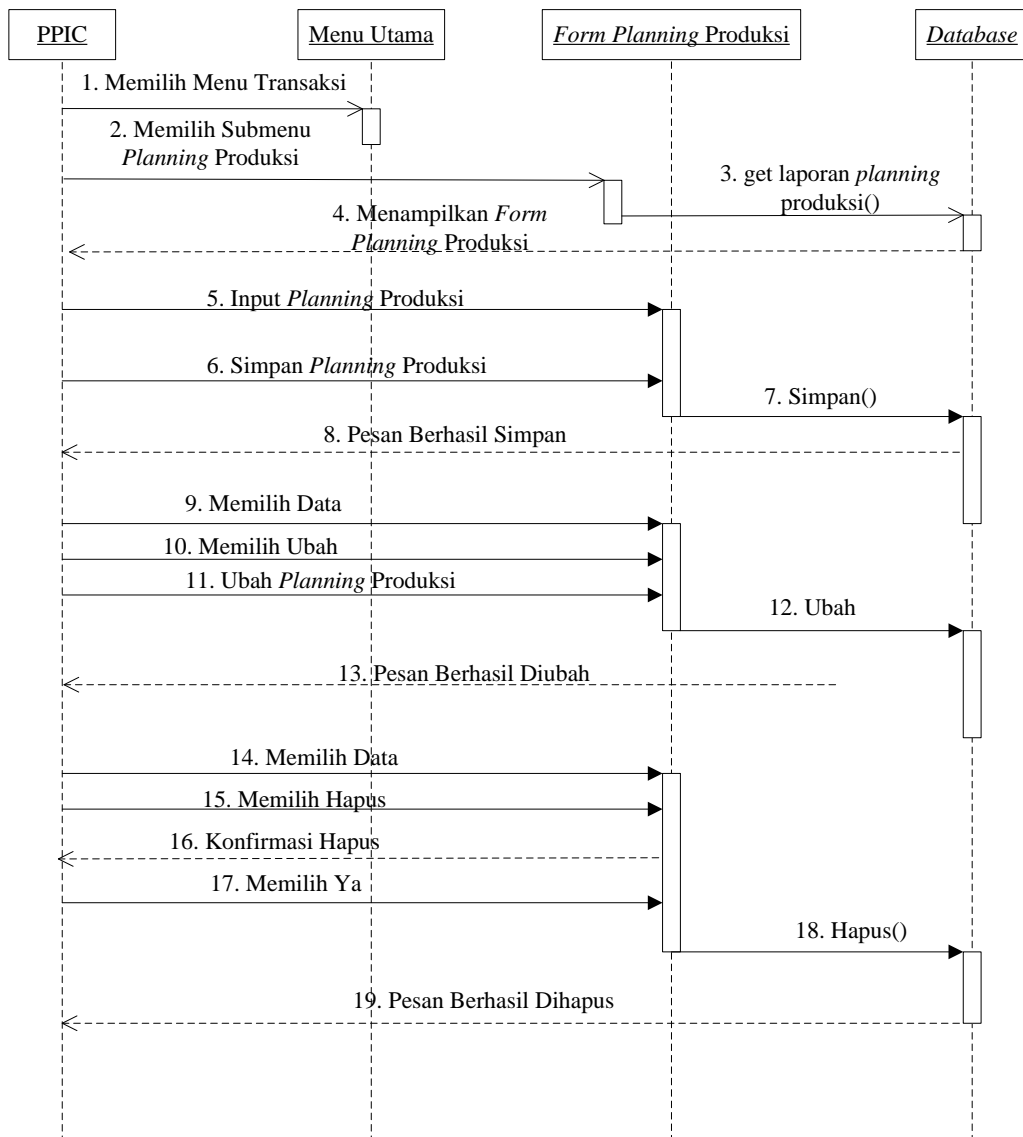 PPIC
Menu Utama
Form Planning Produksi
Database
1. Memilih Menu Transaksi
2. Memilih Submenu
Planning Produksi
3. get laporan planning
produksi()
4. Menampilkan Form
Planning Produksi
5. Input Planning Produksi
6. Simpan Planning Produksi
7. Simpan()
8. Pesan Berhasil Simpan
9. Memilih Data
10. Memilih Ubah
11. Ubah Planning Produksi
12. Ubah
13. Pesan Berhasil Diubah
14. Memilih Data
15. Memilih Hapus
16. Konfirmasi Hapus
17. Memilih Ya
18. Hapus()
19. Pesan Berhasil Dihapus